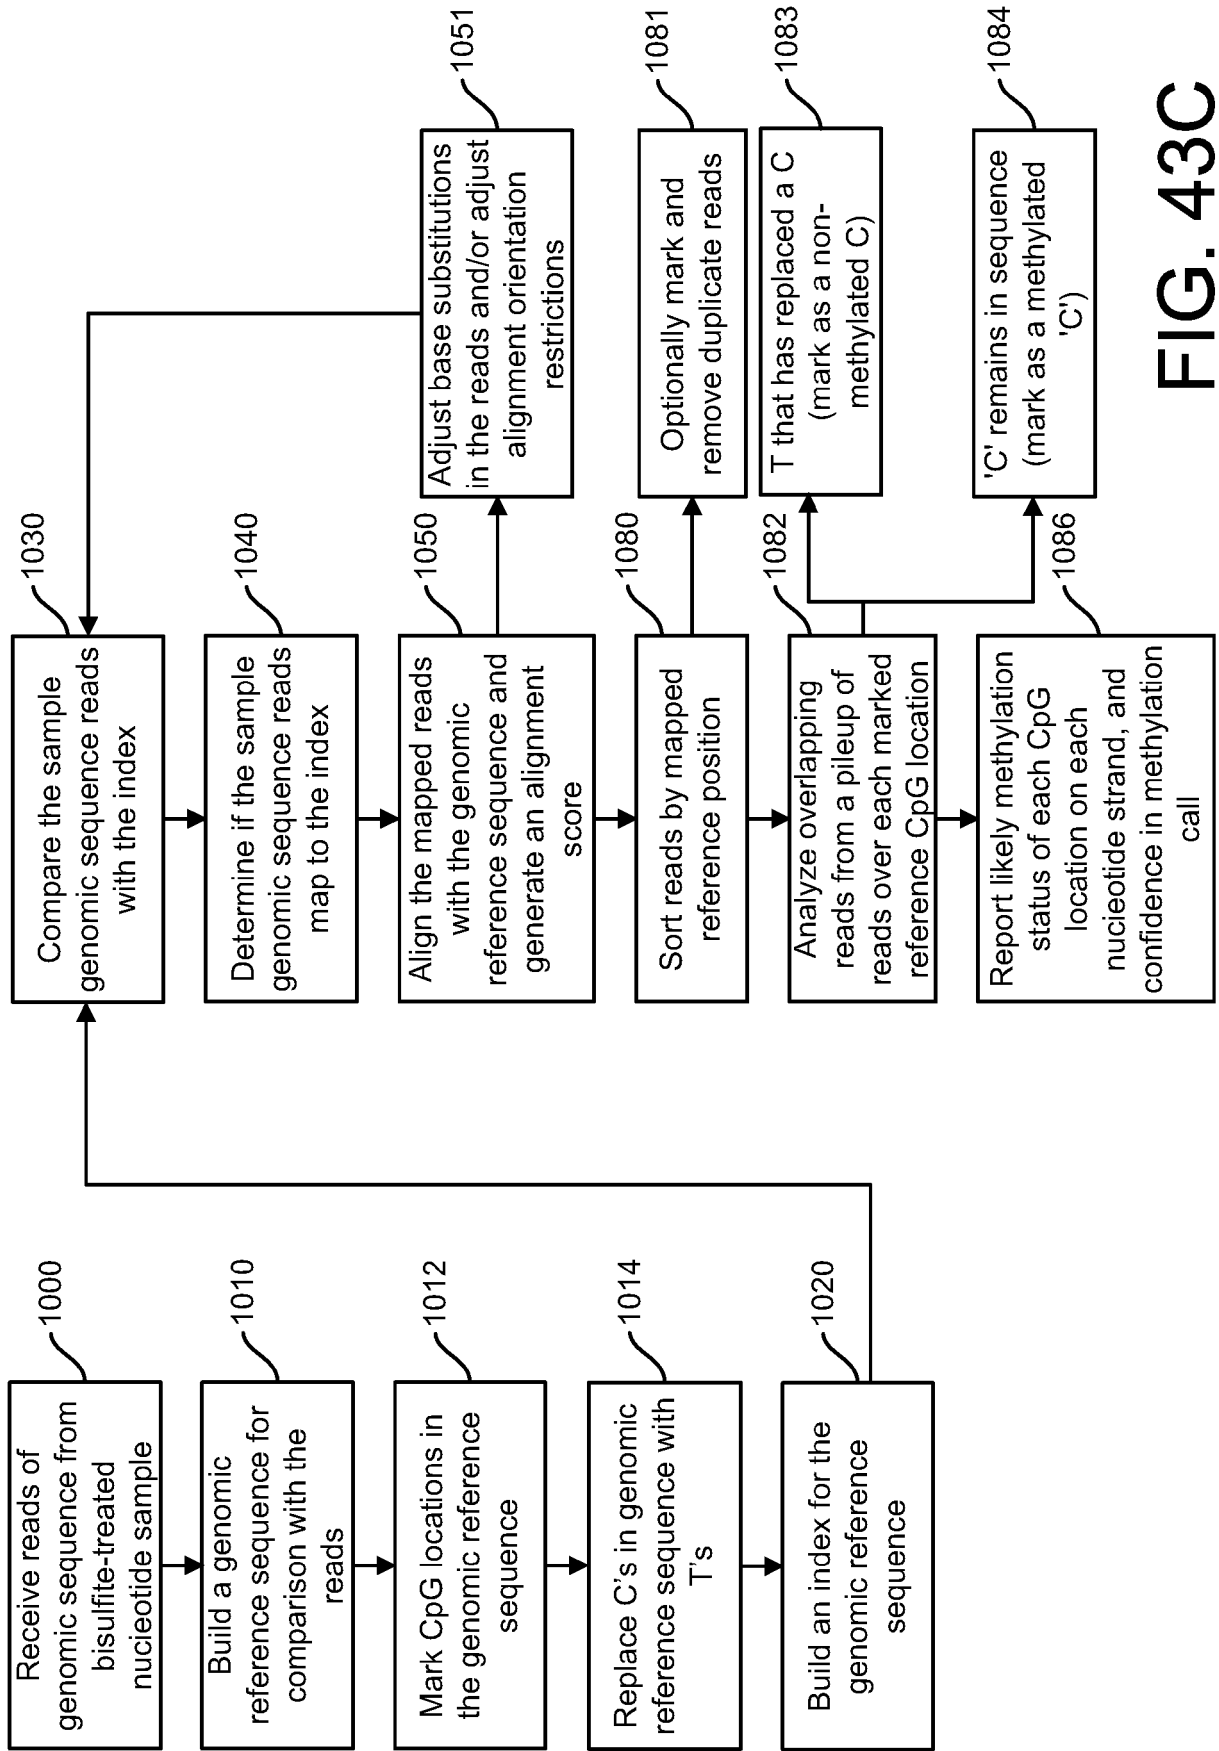 1000
Receive reads of
genomic sequence from
bisulfite-treated
nucieotide sample
1010
Build a genomic
reference sequence for
comparison with the
reads
1012
Mark CpG locations in
the genomic reference
sequence
1014
Replace C's in genomic
reference sequence with
T's
1020
Build an index for the
genomic reference
sequence
1030
Compare the sample
genomic sequence reads
with the index
1040
Determine if the sample
genomic sequence reads
map to the index
1050
Align the mapped reads
with the genomic
reference sequence and
generate an alignment
score
1051
Adjust base substitutions
in the reads and/or adjust
alignment orientation
restrictions
1080
Sort reads by mapped
reference position
1081
Optionally mark and
remove duplicate reads
1082
Analyze overlapping
reads from a pileup of
reads over each marked
reference CpG location
1083
T that has replaced a C
(mark as a non-
methylated C)
1084
'C' remains in sequence
(mark as a methylated
'C')
1086
Report likely methylation
status of each CpG
location on each
nucieotide strand, and
confidence in methylation
call
FIG. 43C